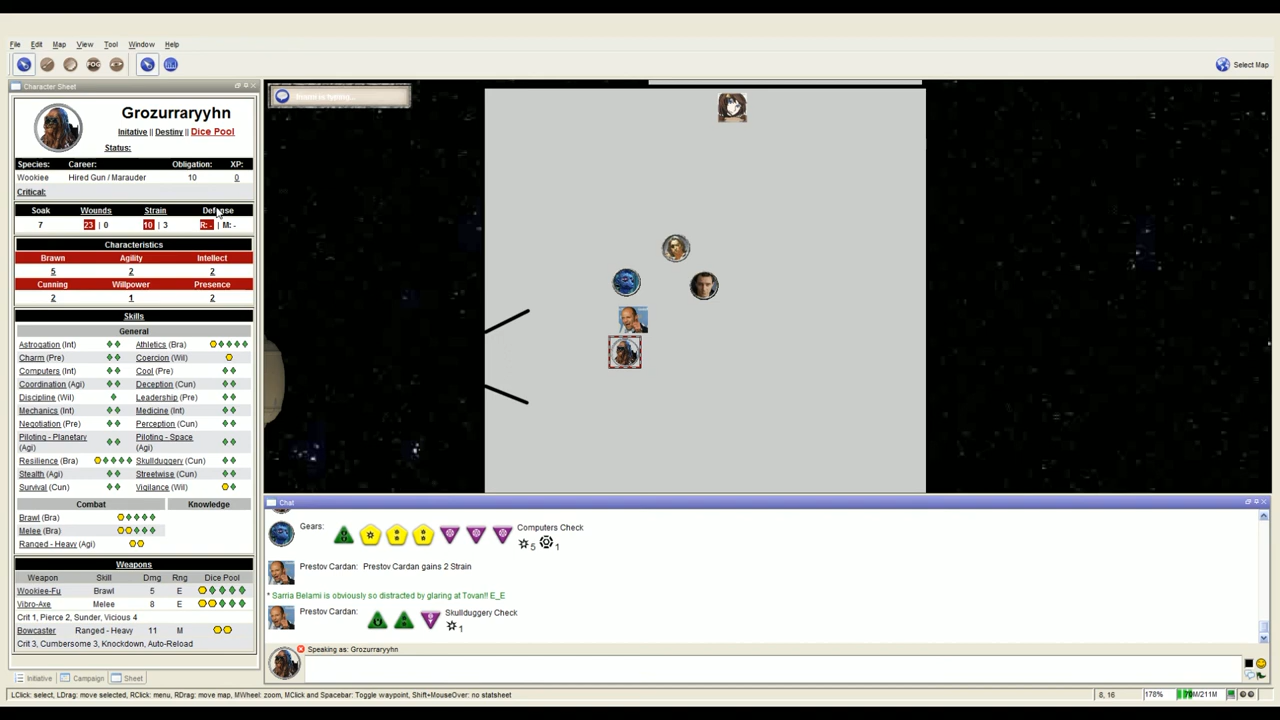 File Edit Map View Tool Window Help
Select Map
Character Sheet
Grozurraryyhn
Initative || Destiny || Dice Pool
Status:
Species: Career: Obligation: XP:
Wookiee Hired Gun / Marauder 10 0
Critical:
Soak Wounds Strain Defense
7 23 | 0 10 | 3 R: - | M: -
Characteristics
Brawn Agility Intellect
5 2 2
Cunning Willpower Presence
2 1 2
Skills
General
Astrogation (Int) Athletics (Bra)
Charm (Pre) Coercion (Wil)
Computers (Int) Cool (Pre)
Coordination (Agi) Deception (Cun)
Discipline (Wil) Leadership (Pre)
Mechanics (Int) Medicine (Int)
Negotiation (Pre) Perception (Cun)
Piloting - Planetary (Agi) Piloting - Space (Agi)
Resilience (Bra) Skullduggery (Cun)
Stealth (Agi) Streetwise (Cun)
Survival (Cun) Vigilance (Wil)
Combat Knowledge
Brawl (Bra)
Melee (Bra)
Ranged - Heavy (Agi)
Weapons
Weapon Skill Dmg Rng Dice Pool
Wookiee-Fu Brawl 5 E
Vibro-Axe Melee 8 E
Crit 1, Pierce 2, Sunder, Vicious 4
Bowcaster Ranged - Heavy 11 M
Crit 3, Cumbersome 3, Knockdown, Auto-Reload
Initiative Campaign Sheet
Chat
Gears: Computers Check
5 1
Prestov Cardan: Prestov Cardan gains 2 Strain
* Sarria Belami is obviously so distracted by glaring at Tovan!! E_E
Prestov Cardan: Skullduggery Check
1
Speaking as: Grozurraryyhn
LClick: select, LDrag: move selected, RClick: menu, RDrag: move map, MWheel: zoom, MClick and Spacebar: Toggle waypoint, Shift+MouseOver: no statsheet
8, 16 178% M/211M